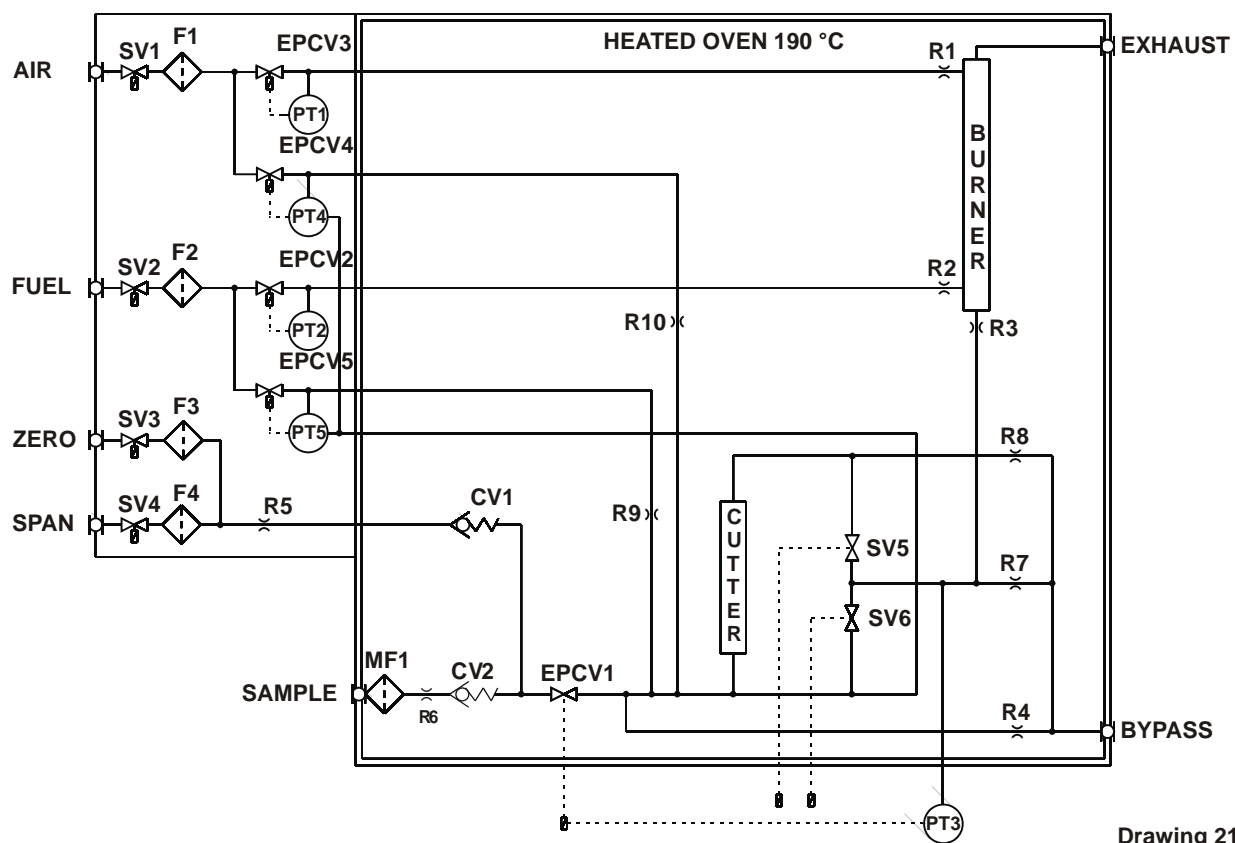 HEATED OVEN 190 °C
EXHAUST
AIR
SV1
F1
EPCV3
PT1
R1
EPCV4
PT4
BURNER
FUEL
SV2
F2
EPCV2
PT2
R2
R10
R3
EPCV5
PT5
ZERO
SV3
F3
SPAN
SV4
F4
R5
CV1
R9
CUTTER
R8
SV5
R7
SV6
SAMPLE
MF1
R6
CV2
EPCV1
R4
BYPASS
PT3
Drawing 21